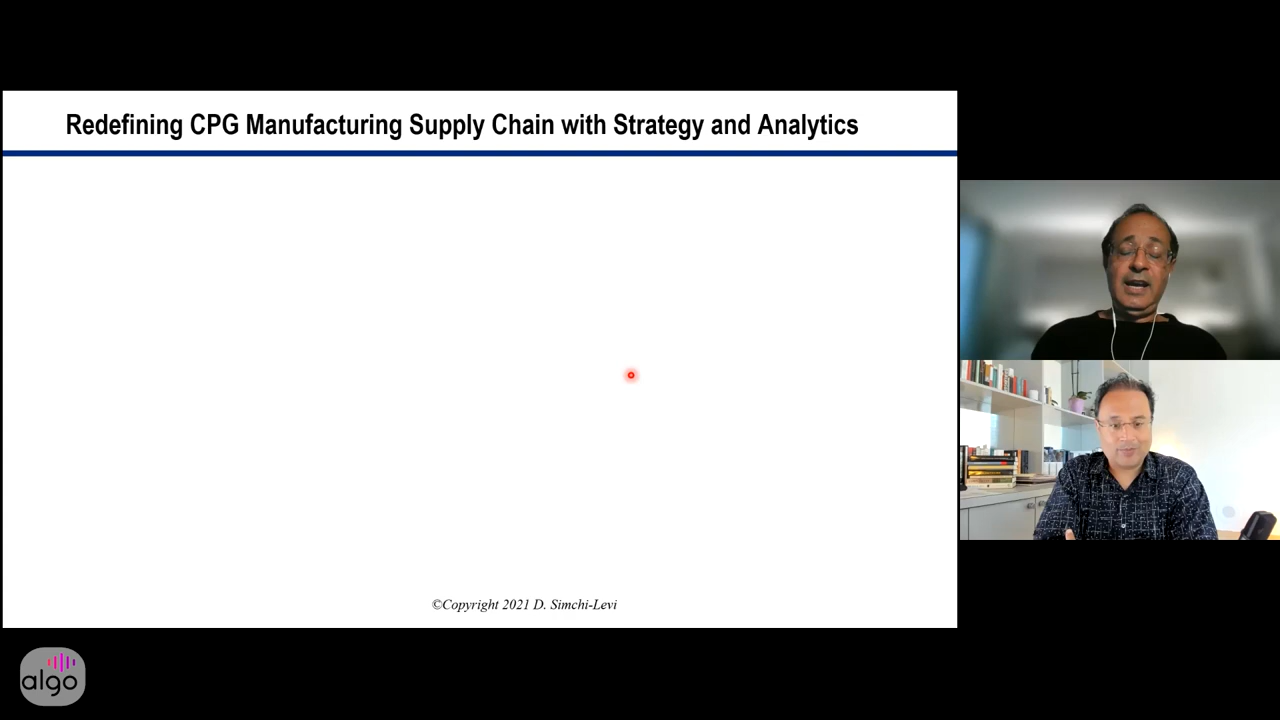 Redefining CPG Manufacturing Supply Chain with Strategy and Analytics
©Copyright 2021 D. Simchi-Levi
algo